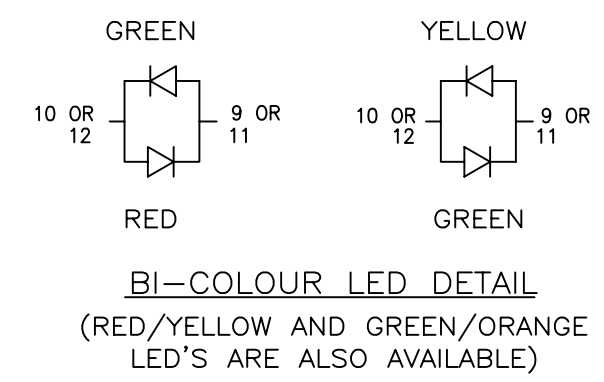 GREEN
YELLOW
10 OR
12
9 OR
11
10 OR
12
9 OR
11
RED
GREEN
BI-COLOUR LED DETAIL
(RED/YELLOW AND GREEN/ORANGE
LED'S ARE ALSO AVAILABLE)